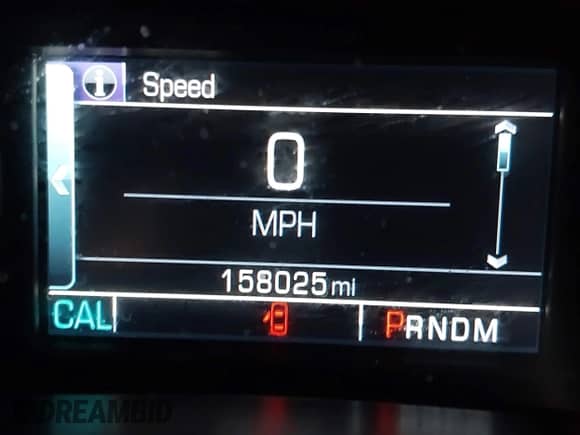 Speed
0
MPH
158025 mi
CAL PRNDM
DREAMBID